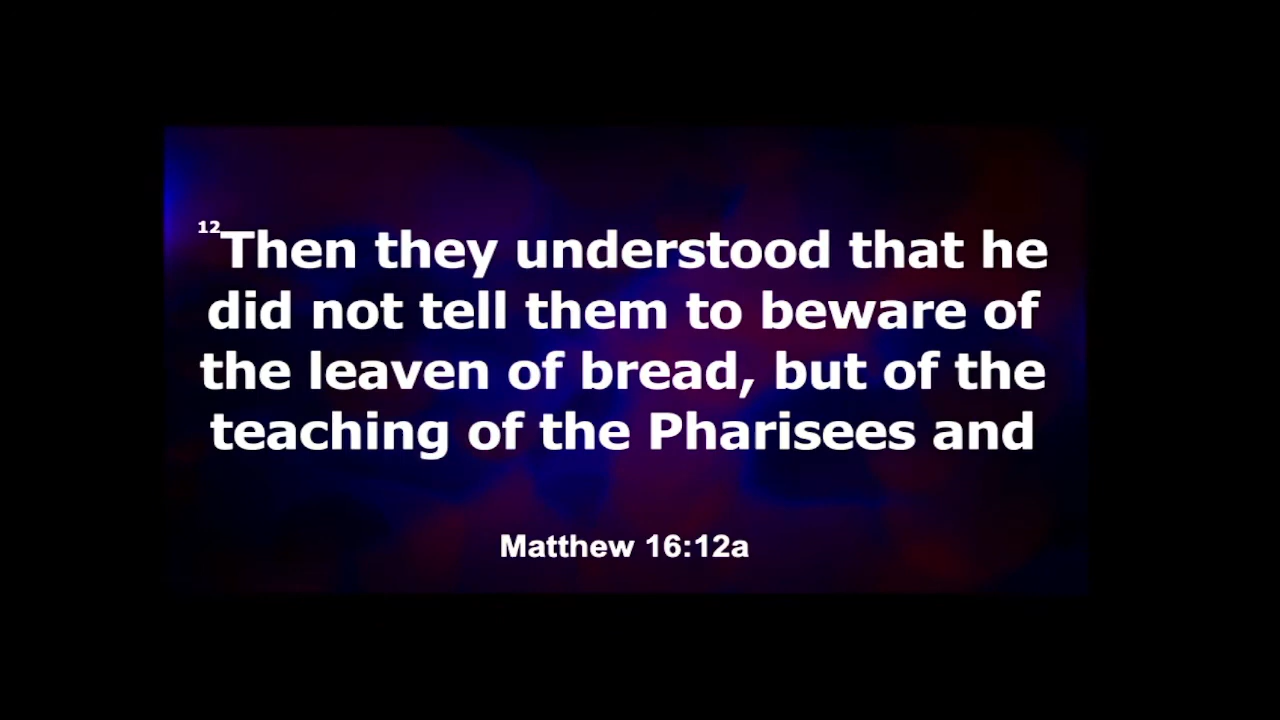 12Then they understood that he
did not tell them to beware of
the leaven of bread, but of the
teaching of the Pharisees and
Matthew 16:12a